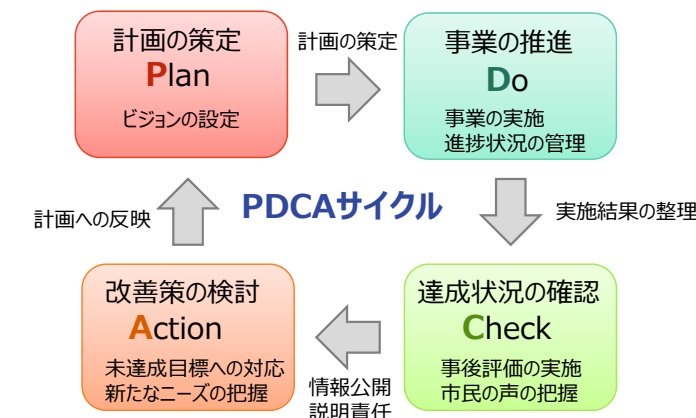 計画の策定
Plan
ビジョンの設定
計画の策定
事業の推進
Do
事業の実施
進捗状況の管理
計画への反映
PDCAサイクル
実施結果の整理
改善策の検討
Action
未達成目標への対応
新たなニーズの把握
情報公開
説明責任
達成状況の確認
Check
事後評価の実施
市民の声の把握